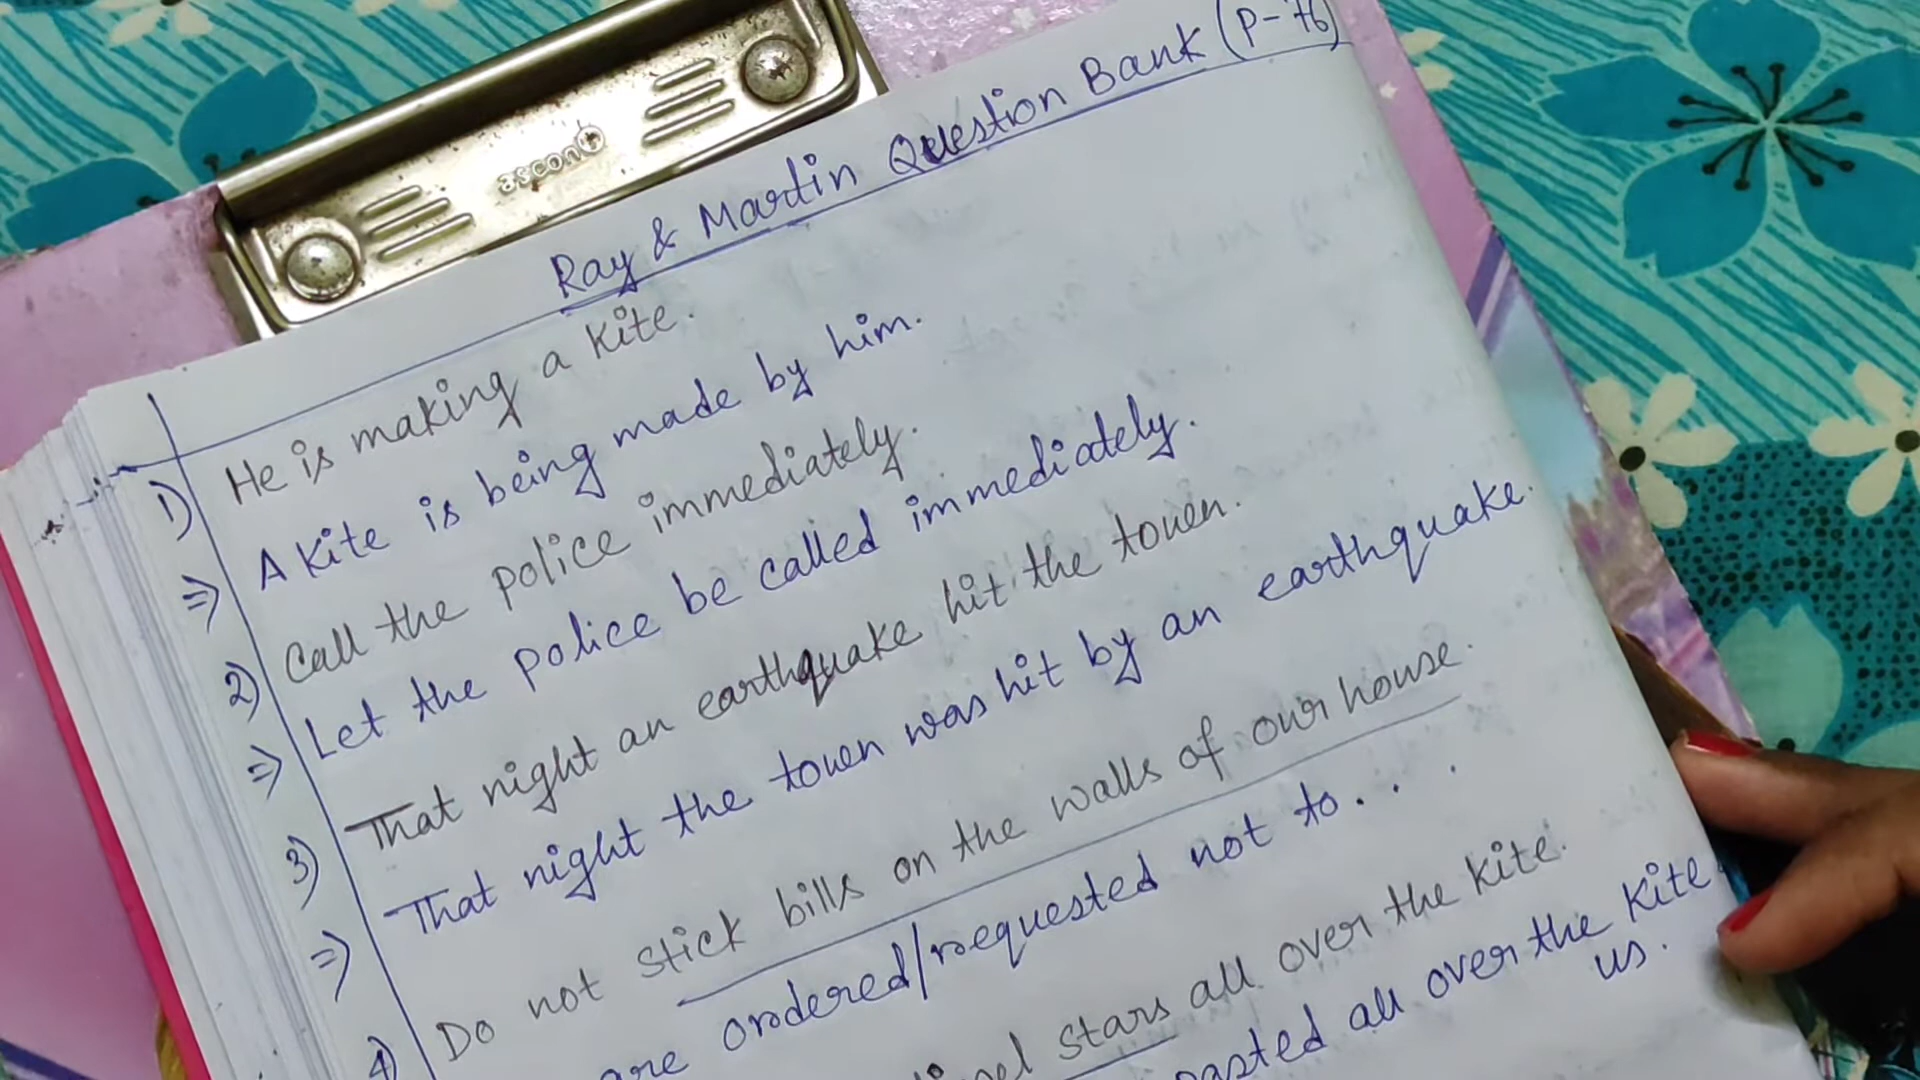 ascent
Ray & Martin Question Bank (P-76)
1) He is making a kite.
=> A kite is being made by him.
2) Call the police immediately.
=> Let the police be called immediately.
3) That night an earthquake hit the town.
=> That night the town was hit by an earthquake.
4) Do not stick bills on the walls of our house.
are ordered/requested not to...
stars all over the kite.
pasted all over the kite
us.